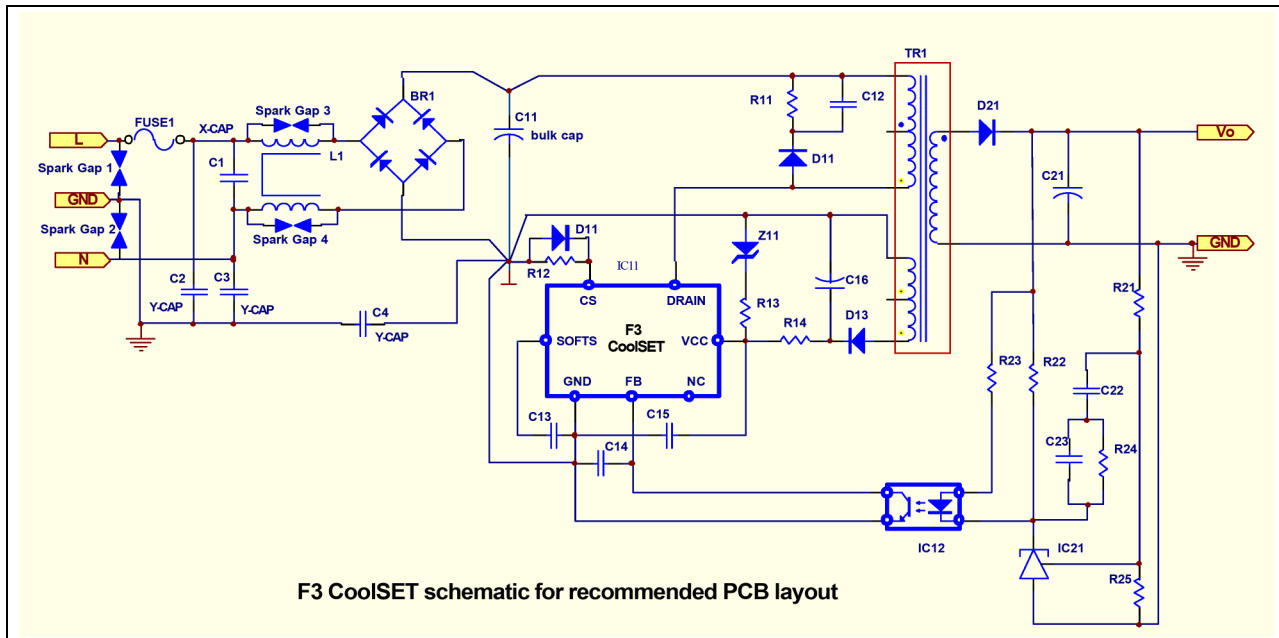 TR1
BR1
C11
bulk cap
R11
C12
D21
Spark Gap 3
FUSE1
X-CAP
L
L1
Vo
C1
Spark Gap 1
D11
C21
GND
Spark Gap 2
Spark Gap 4
D11
Z11
GND
N
R12
IC11
C2
C3
C16
CS
DRAIN
R21
Y-CAP
Y-CAP
R13
C4
Y-CAP
F3
CoolSET
SOFTS
VCC
R14
D13
R23
R22
GND
FB
NC
C22
C13
C15
C14
C23
R24
IC12
IC21
R25
F3 CoolSET schematic for recommended PCB layout